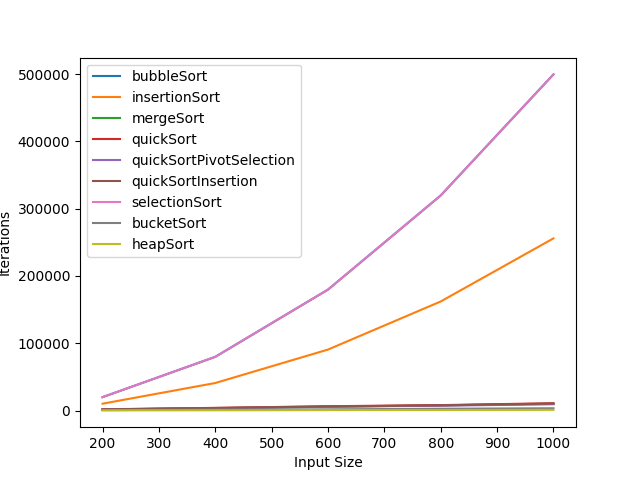 500000
400000
300000
200000
100000
0
Iterations
bubbleSort
insertionSort
mergeSort
quickSort
quickSortPivotSelection
quickSortInsertion
selectionSort
bucketSort
heapSort
200 300 400 500 600 700 800 900 1000
Input Size